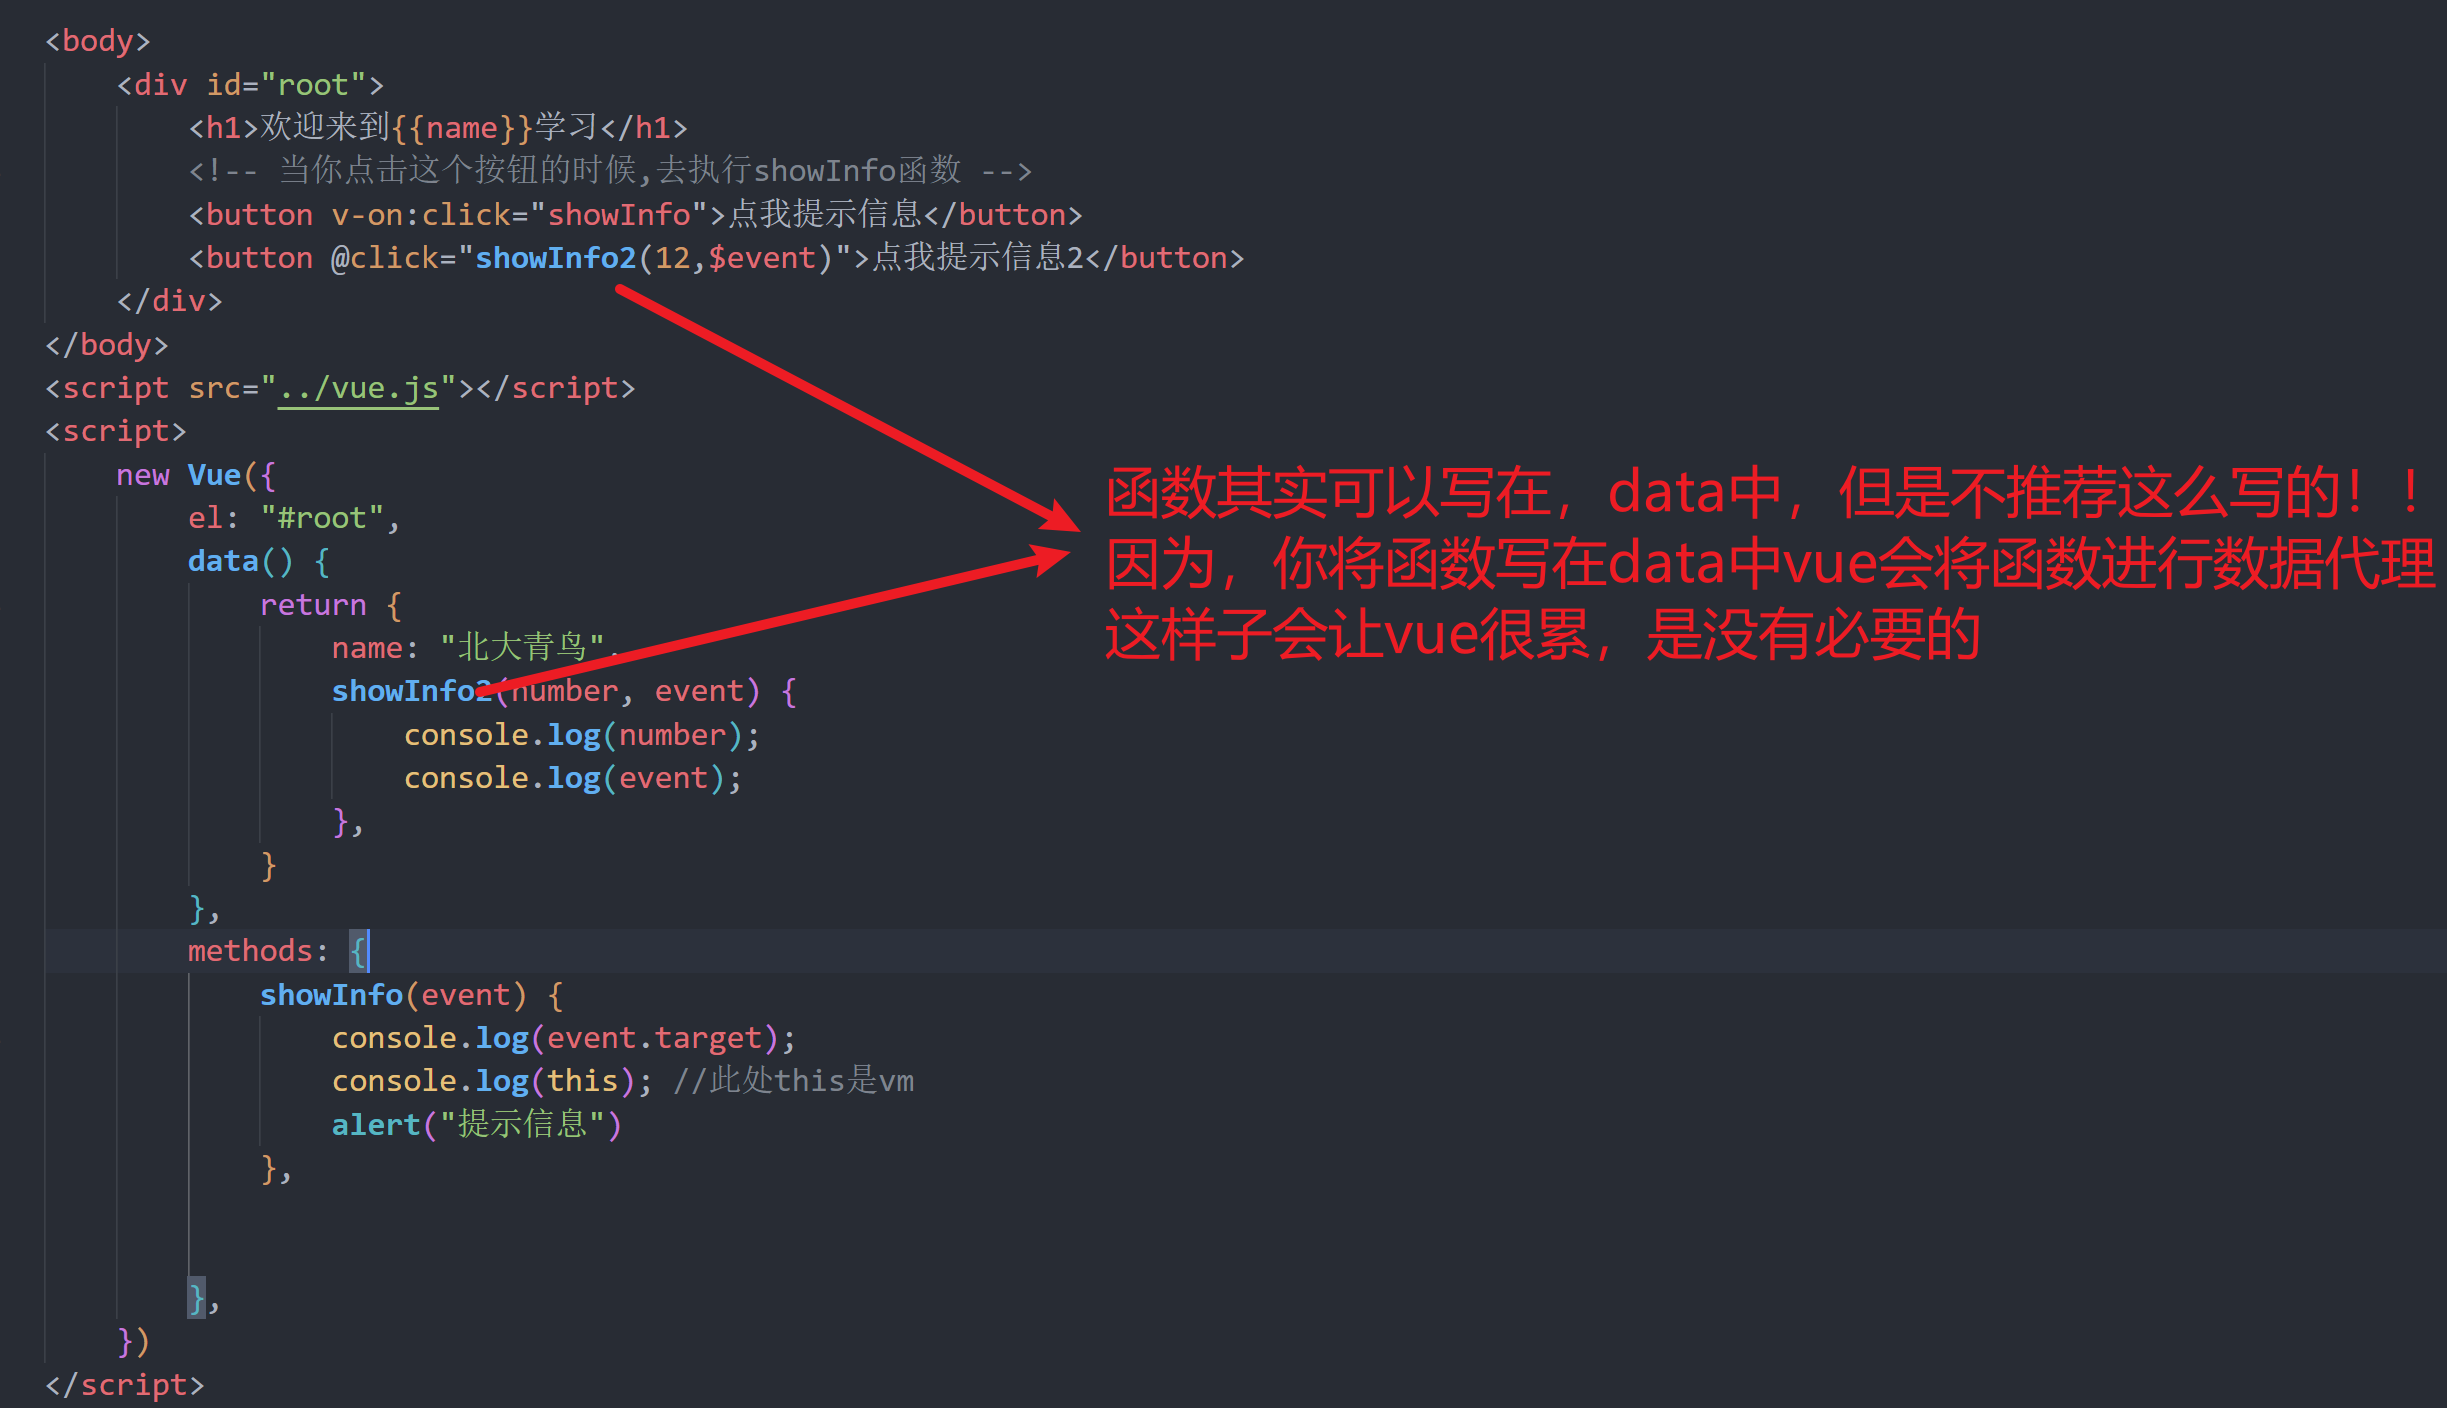 <body>
<div id="root">
<h1>欢迎来到{{name}}学习</h1>
<!-- 当你点击这个按钮的时候,去执行showInfo函数 -->
<button v-on:click="showInfo">点我提示信息</button>
<button @click="showInfo2(12,$event)">点我提示信息2</button>
</div>
</body>
<script src="../vue.js"></script>
<script>
new Vue({
el: "#root",
data() {
return {
name: "北大青鸟",
showInfo2(number, event) {
console.log(number);
console.log(event);
},
}
},
methods: {
showInfo(event) {
console.log(event.target);
console.log(this); //此处this是vm
alert("提示信息")
},
},
})
</script>
函数其实可以写在，data中，但是不推荐这么写的！！
因为，你将函数写在data中vue会将函数进行数据代理
这样子会让vue很累，是没有必要的